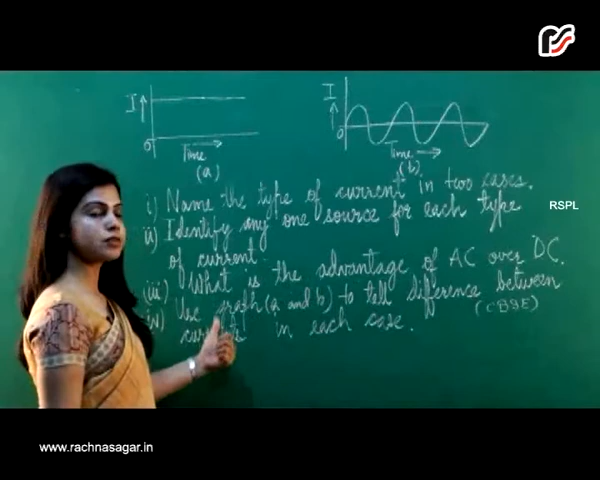 RSPL
I
0
Time
(a)
I
0
Time
(b)
i) Name the type of current in two cases.
ii) Identify any one source for each type
of current.
iii) What is the advantage of AC over DC.
iv) Use graph (a and b) to tell difference between
in each case. (CBSE)
www.rachnasagar.in